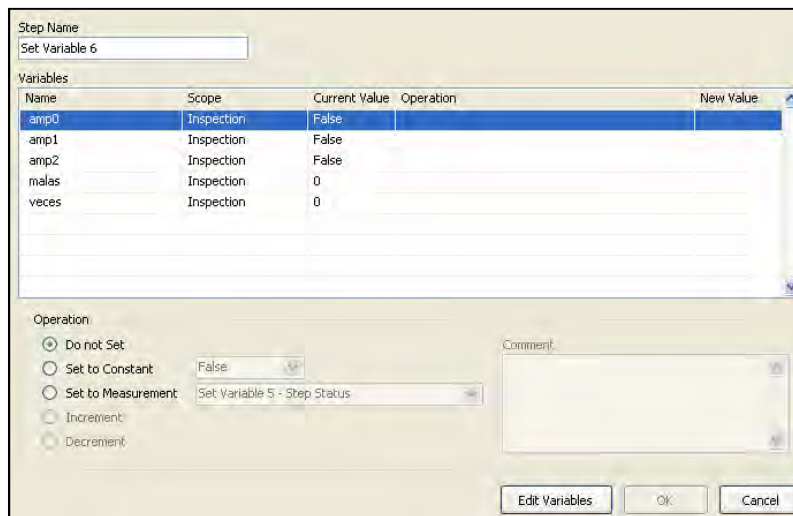 Step Name
Set Variable 6
Variables
Name Scope Current Value Operation New Value
amp0 Inspection False
amp1 Inspection False
amp2 Inspection False
malas Inspection 0
veces Inspection 0
Operation
Do not Set
Comment
Set to Constant False
Set to Measurement Set Variable 5 - Step Status
Increment
Decrement
Edit Variables OK Cancel